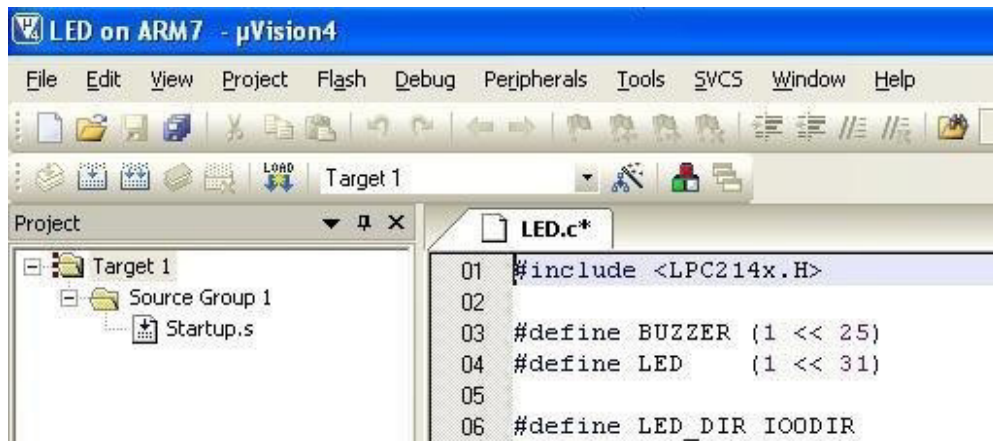 LED on ARM7 - µVision4
File Edit View Project Flash Debug Peripherals Tools SVCS Window Help
LOAD Target 1
Project
LED.c*
Target 1
Source Group 1
Startup.s
01 #include <LPC214x.H>
02
03 #define BUZZER (1 << 25)
04 #define LED (1 << 31)
05
06 #define LED_DIR IO0DIR